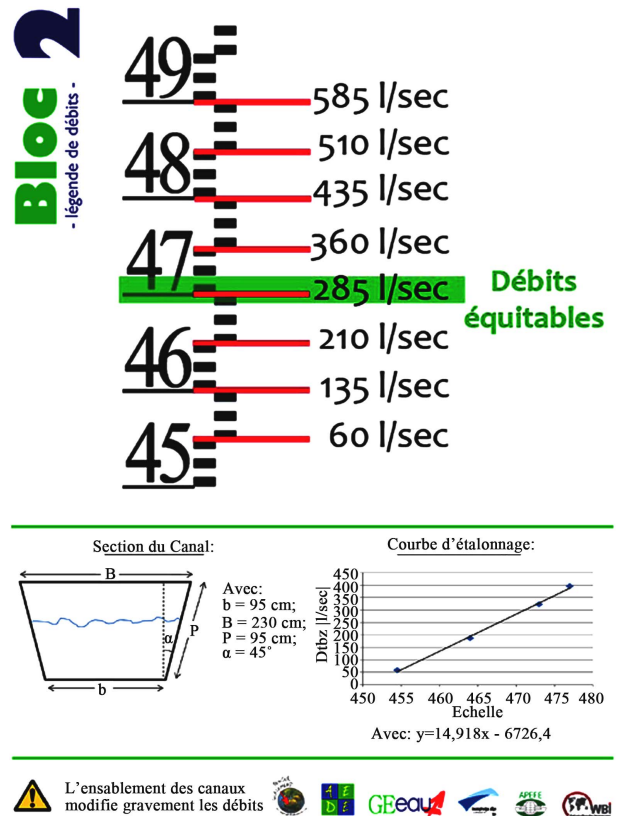 Bloc 2
- légende de débits -
49
585 l/sec
510 l/sec
48
435 l/sec
360 l/sec
47
285 l/sec
Débits
équitables
210 l/sec
46
135 l/sec
60 l/sec
45
Section du Canal:
B
P
α
b
Avec:
b = 95 cm;
B = 230 cm;
P = 95 cm;
α = 45°
Courbe d’étalonnage:
Dtbz |l/sec|
450
400
350
300
250
200
150
100
50
0
450 455 460 465 470 475 480
Echelle
Avec: y=14,918x - 6726,4
L’ensablement des canaux
modifie gravement les débits
AEDE
GEeau
APEFE
WBI